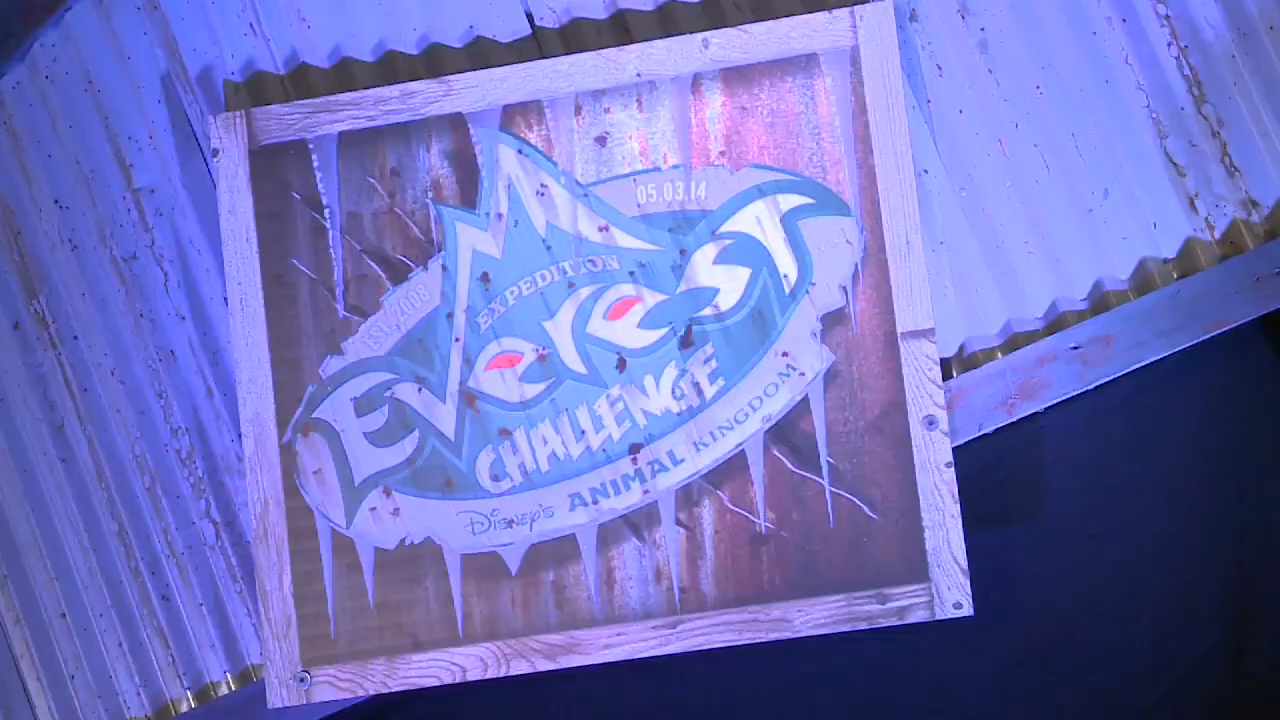 05.03.14
EST. 2008
EXPEDITION
EVEREST
CHALLENGE
Disney's ANIMAL KINGDOM